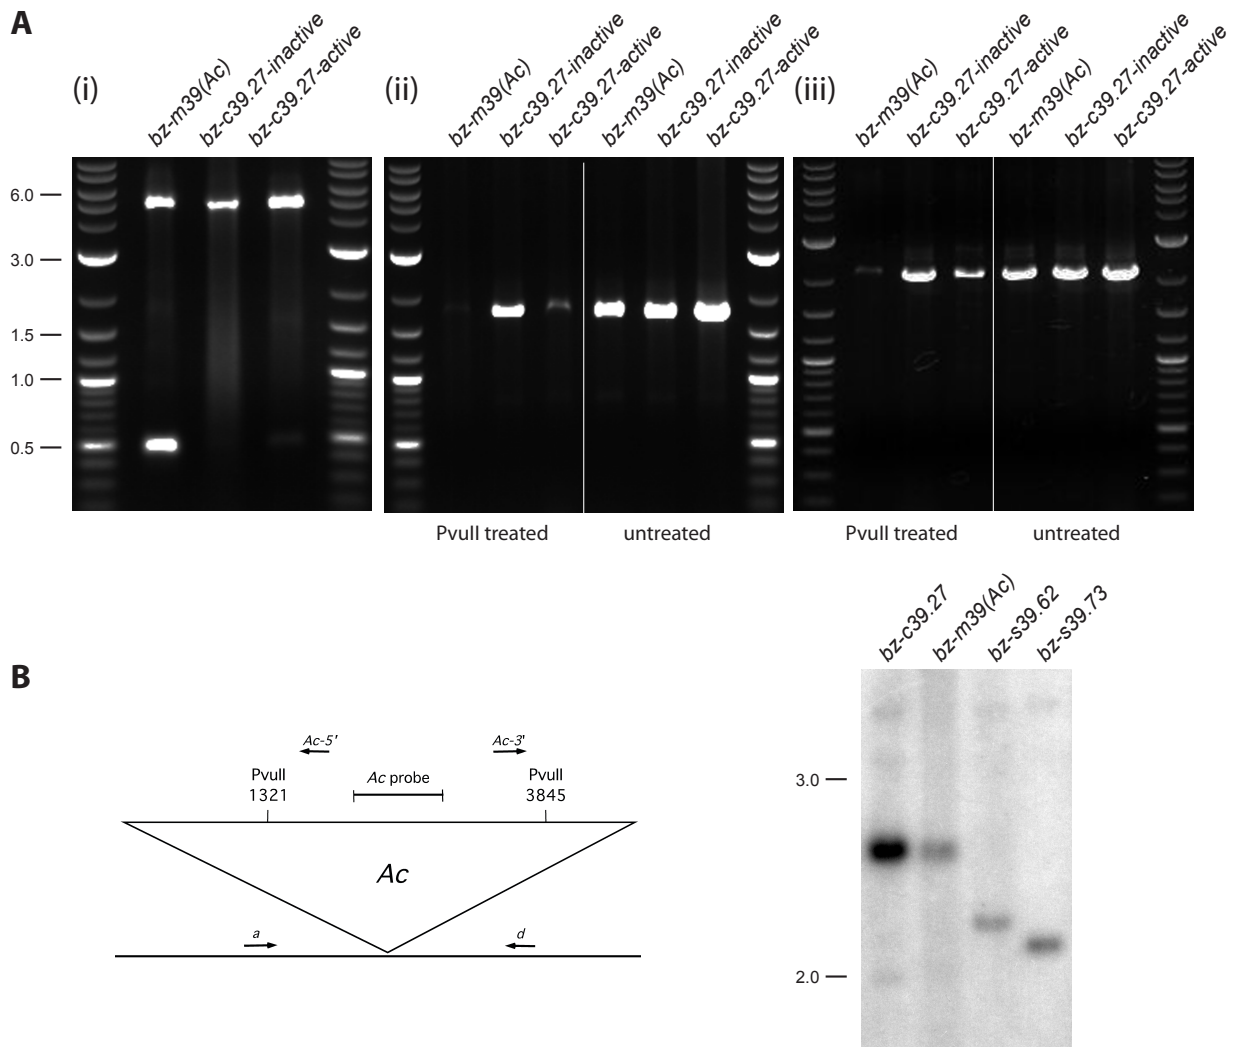 A
(i)
bz-m39(Ac)
bz-c39.27-inactive
bz-c39.27-active
(ii)
bz-m39(Ac)
bz-c39.27-inactive
bz-c39.27-active
bz-m39(Ac)
bz-c39.27-inactive
bz-c39.27-active
(iii)
bz-m39(Ac)
bz-c39.27-inactive
bz-c39.27-active
bz-m39(Ac)
bz-c39.27-inactive
bz-c39.27-active
6.0
3.0
1.5
1.0
0.5
PvuII treated
untreated
PvuII treated
untreated
B
Ac-5'
Ac-3'
PvuII
1321
Ac probe
PvuII
3845
Ac
a
d
bz-c39.27
bz-m39(Ac)
bz-s39.62
bz-s39.73
3.0
2.0